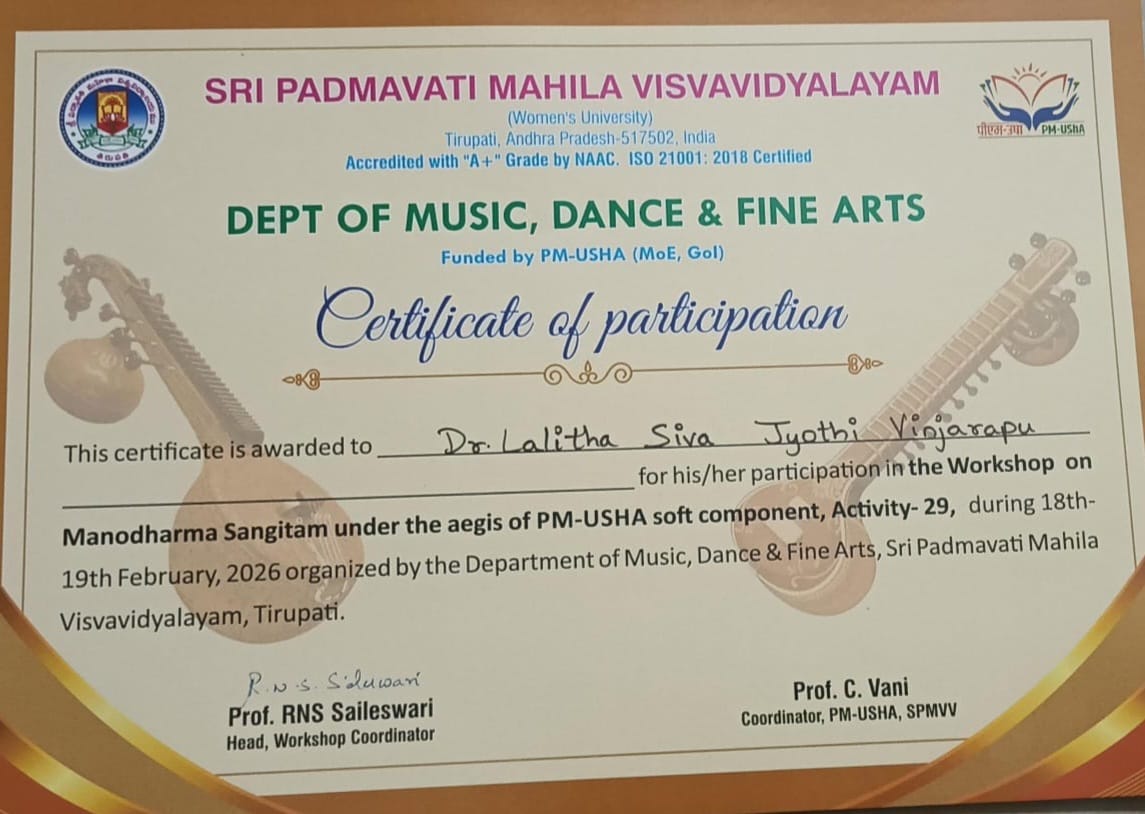 SRI PADMAVATI MAHILA VISVAVIDYALAYAM
(Women's University)
Tirupati, Andhra Pradesh-517502, India
Accredited with "A+" Grade by NAAC. ISO 21001: 2018 Certified
पीएम-उषा PM-USHA
DEPT OF MUSIC, DANCE & FINE ARTS
Funded by PM-USHA (MoE, GoI)
Certificate of participation
This certificate is awarded to Dr. Lalitha Siva Jyothi Vinjarapu
for his/her participation in the Workshop on
Manodharma Sangitam under the aegis of PM-USHA soft component, Activity- 29, during 18th-
19th February, 2026 organized by the Department of Music, Dance & Fine Arts, Sri Padmavati Mahila
Visvavidyalayam, Tirupati.
R.N.S.
Prof. RNS Saileswari
Head, Workshop Coordinator
Prof. C. Vani
Coordinator, PM-USHA, SPMVV